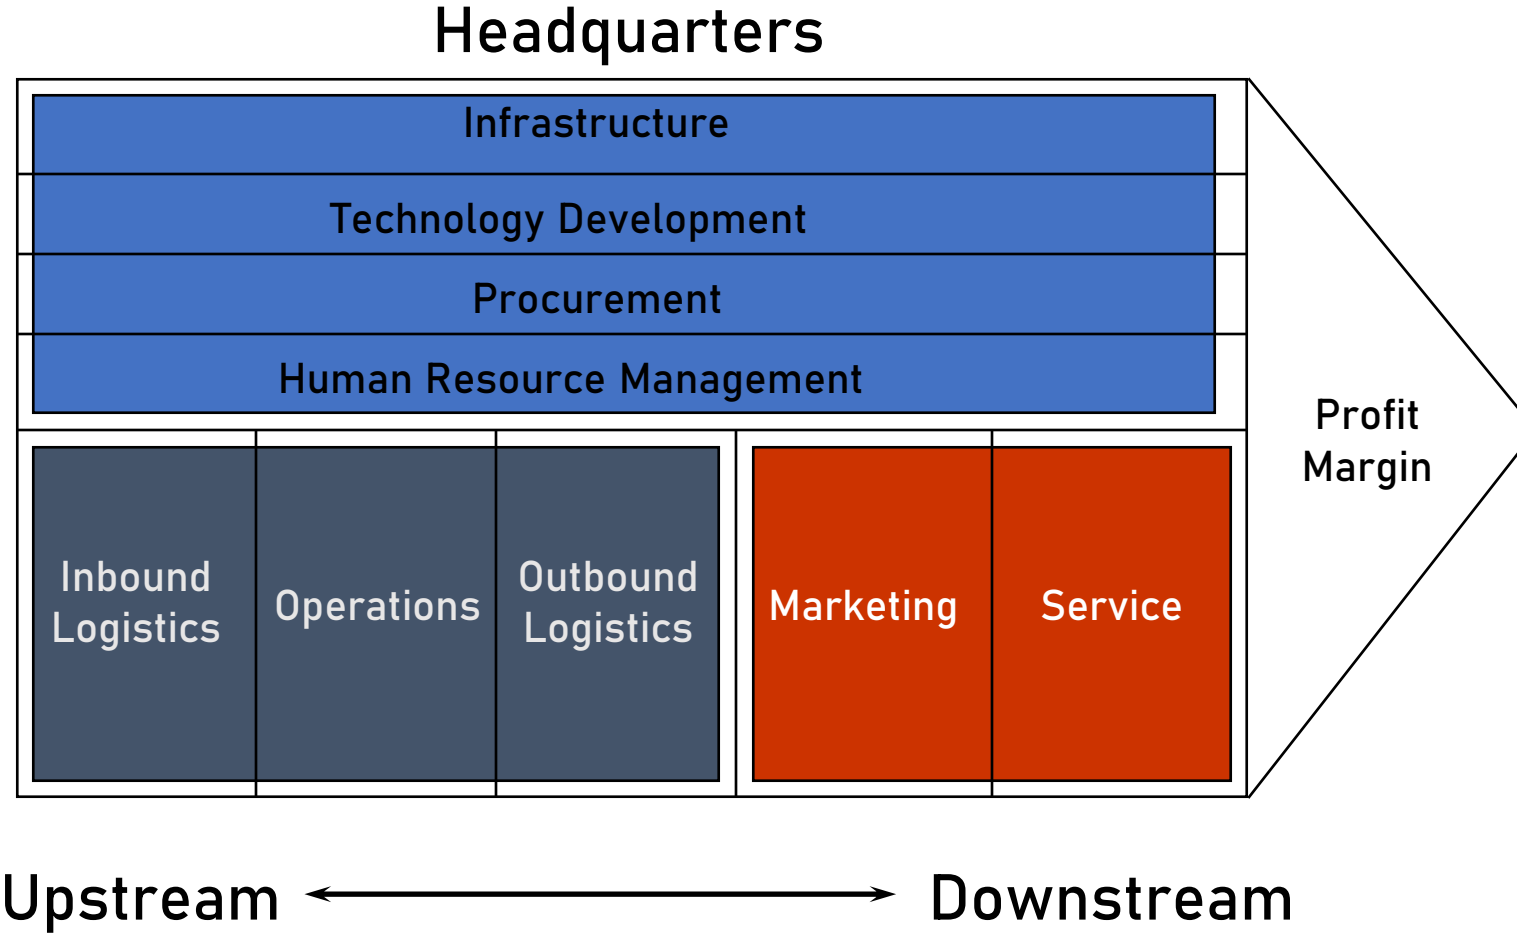 Headquarters
Infrastructure
Technology Development
Procurement
Human Resource Management
Profit
Margin
Inbound
Logistics
Operations
Outbound
Logistics
Marketing
Service
Upstream
Downstream